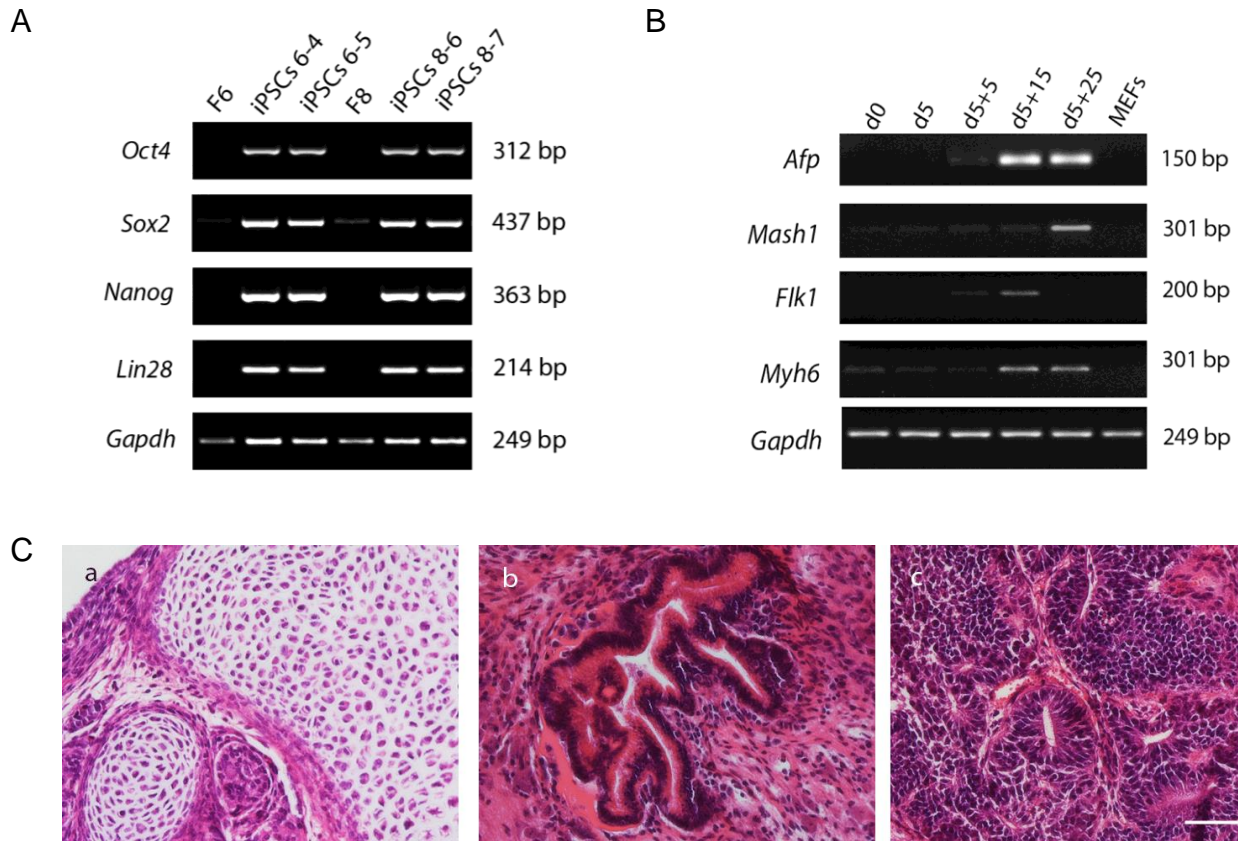 A
F6 iPSCs 6-4 iPSCs 6-5 F8 iPSCs 8-6 iPSCs 8-7
Oct4 312 bp
Sox2 437 bp
Nanog 363 bp
Lin28 214 bp
Gapdh 249 bp
B
d0 d5 d5+5 d5+15 d5+25 MEFs
Afp 150 bp
Mash1 301 bp
Flk1 200 bp
Myh6 301 bp
Gapdh 249 bp
C
a b c